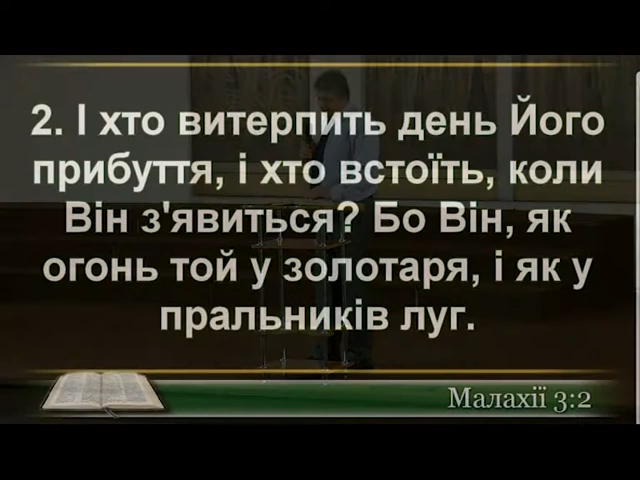 2. І хто витерпить день Його
прибуття, і хто встоїть, коли
Він з'явиться? Бо Він, як
огонь той у золотаря, і як у
пральників луг.
Малахії 3:2